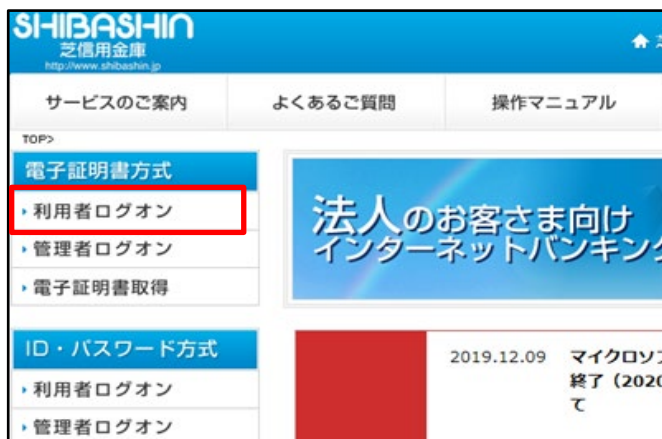 SHIBASHIN
芝信用金庫
http://www.shibashin.jp
サービスのご案内
よくあるご質問
操作マニュアル
TOP>
電子証明書方式
利用者ログオン
管理者ログオン
電子証明書取得
法人のお客さま向け
インターネットバンキング
ID・パスワード方式
利用者ログオン
管理者ログオン
2019.12.09 マイクロソフ
終了（2020
て